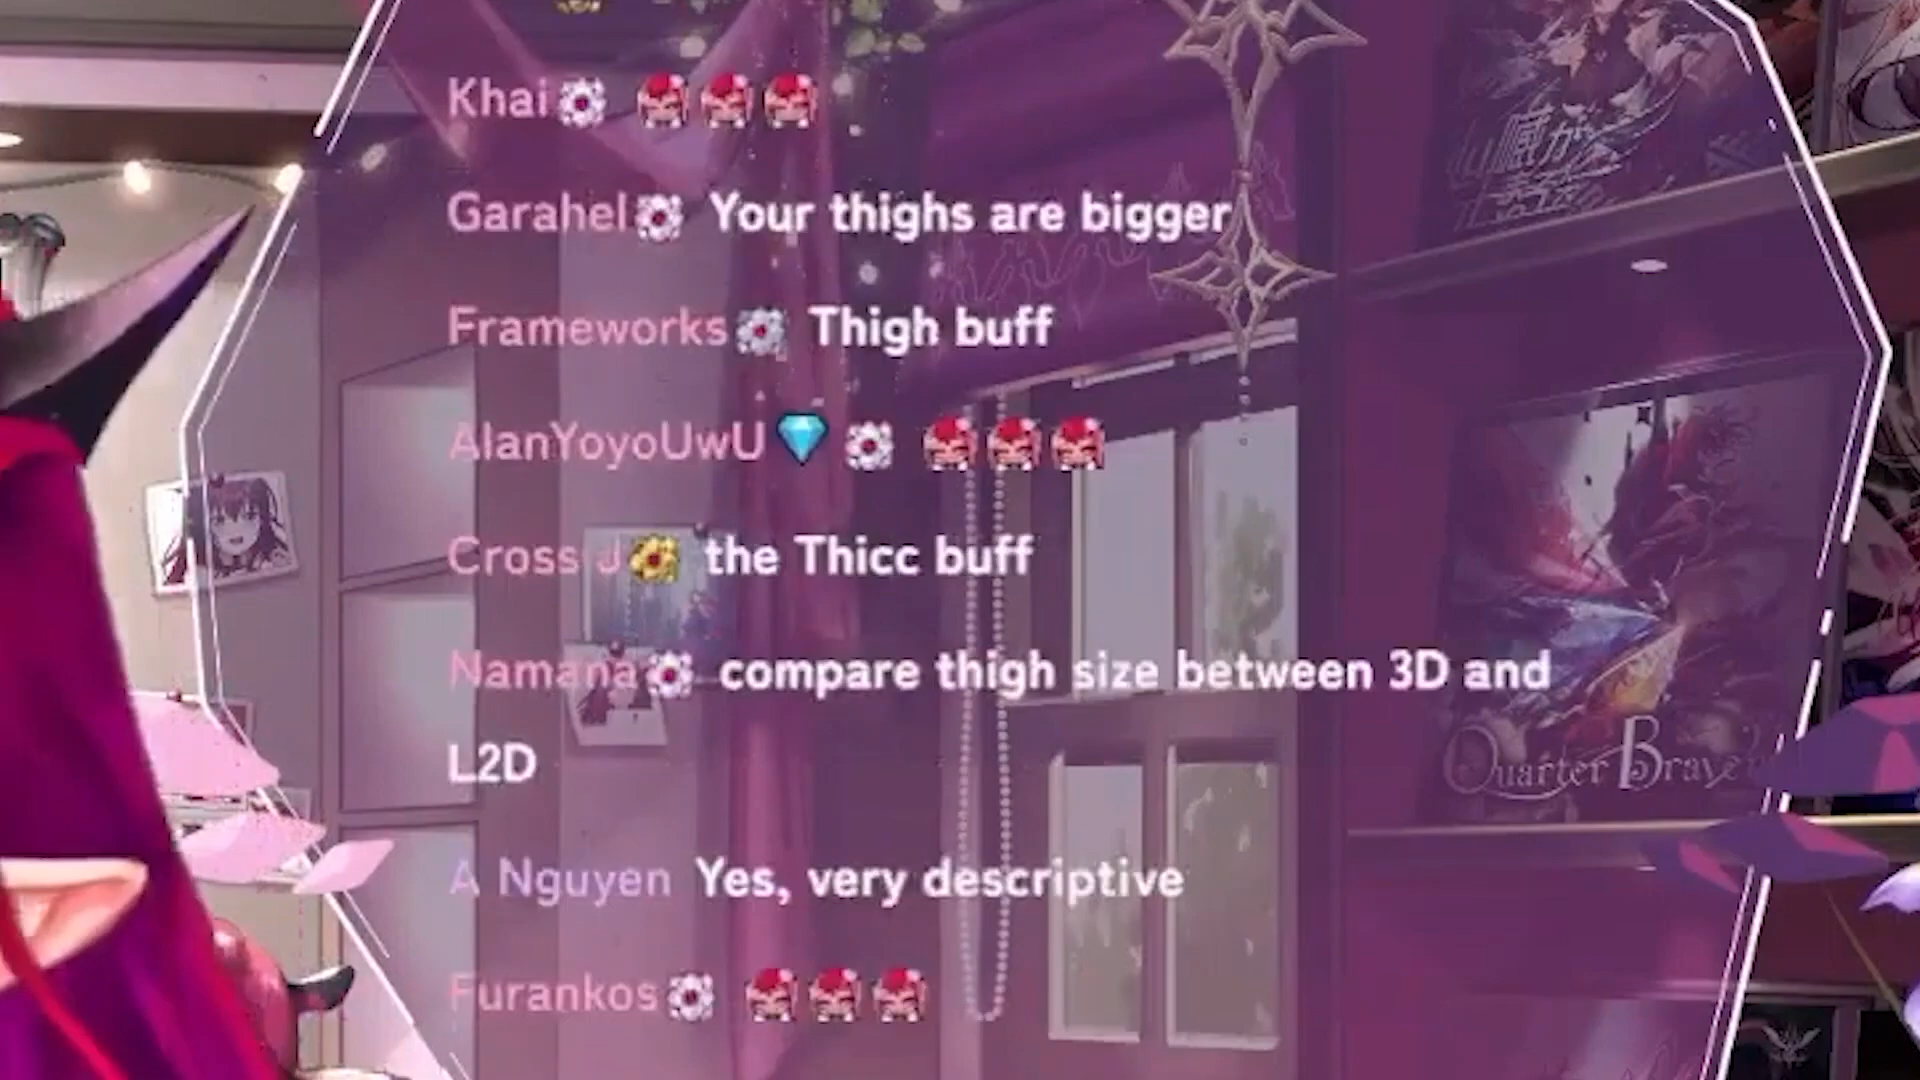 Khai
Garahel Your thighs are bigger
Frameworks Thigh buff
AlanYoyoUwU
Cross J the Thicc buff
Namana compare thigh size between 3D and
L2D
A Nguyen Yes, very descriptive
Furankos
Quarter Brave